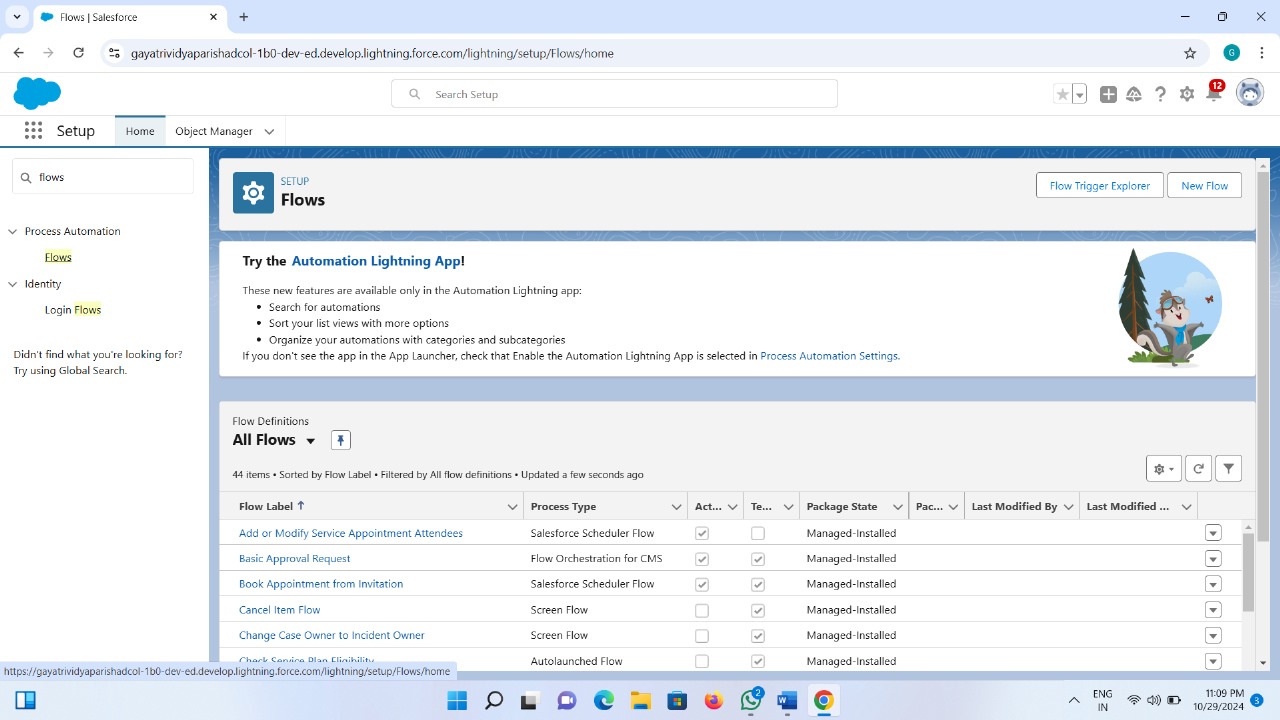 Flows | Salesforce
gayatrividyaparishadcol-1b0-dev-ed.develop.lightning.force.com/lightning/setup/Flows/home
G
Search Setup
12
Setup
Home
Object Manager
flows
Process Automation
Flows
Identity
Login Flows
Didn't find what you're looking for?
Try using Global Search.
SETUP
Flows
Flow Trigger Explorer
New Flow
Try the Automation Lightning App!
These new features are available only in the Automation Lightning app:
• Search for automations
• Sort your list views with more options
• Organize your automations with categories and subcategories
If you don't see the app in the App Launcher, check that Enable the Automation Lightning App is selected in Process Automation Settings.
Flow Definitions
All Flows
44 items • Sorted by Flow Label • Filtered by All flow definitions • Updated a few seconds ago
Flow Label ↑ Process Type Act... Te... Package State Pac... Last Modified By Last Modified ...
Add or Modify Service Appointment Attendees Salesforce Scheduler Flow Managed-Installed
Basic Approval Request Flow Orchestration for CMS Managed-Installed
Book Appointment from Invitation Salesforce Scheduler Flow Managed-Installed
Cancel Item Flow Screen Flow Managed-Installed
Change Case Owner to Incident Owner Screen Flow Managed-Installed
Check Service Plan Eligibility Autolaunched Flow Managed-Installed
https://gayatrividyaparishadcol-1b0-dev-ed.develop.lightning.force.com/lightning/setup/Flows/home
2
ENG
IN
11:09 PM
10/29/2024
3